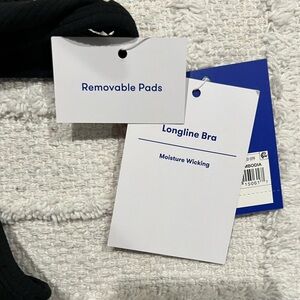 Removable Pads
Longline Bra
Moisture Wicking